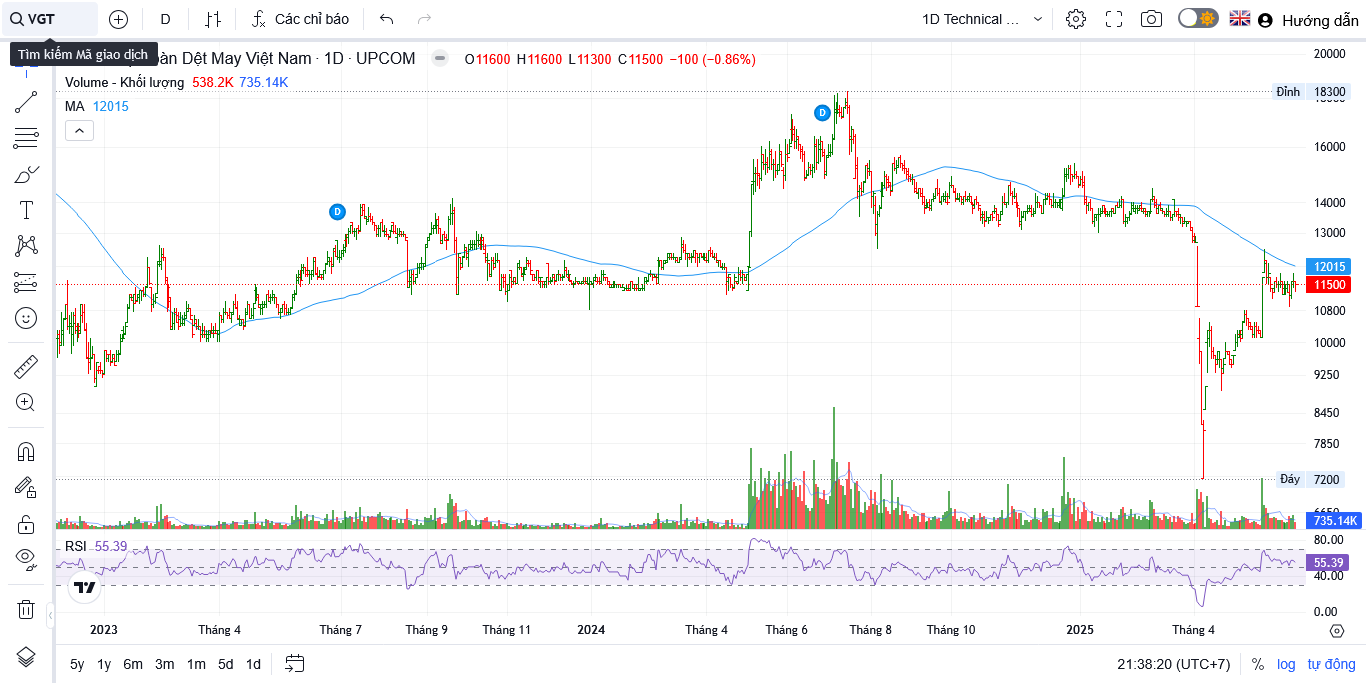 VGT D Các chỉ báo 1D Technical ... Hướng dẫn
Tìm kiếm Mã giao dịch
oàn Dệt May Việt Nam · 1D · UPCOM O11600 H11600 L11300 C11500 −100 (−0.86%)
Volume - Khối lượng 538.2K 735.14K
MA 12015
20000
Đỉnh 18300
D
16000
D
14000
13000
12015
11500
10800
10000
9250
8450
7850
Đáy 7200
735.14K
RSI 55.39
80.00
55.39
40.00
0.00
2023 Tháng 4 Tháng 7 Tháng 9 Tháng 11 2024 Tháng 4 Tháng 6 Tháng 8 Tháng 10 2025 Tháng 4
5y 1y 6m 3m 1m 5d 1d 21:38:20 (UTC+7) % log tự động